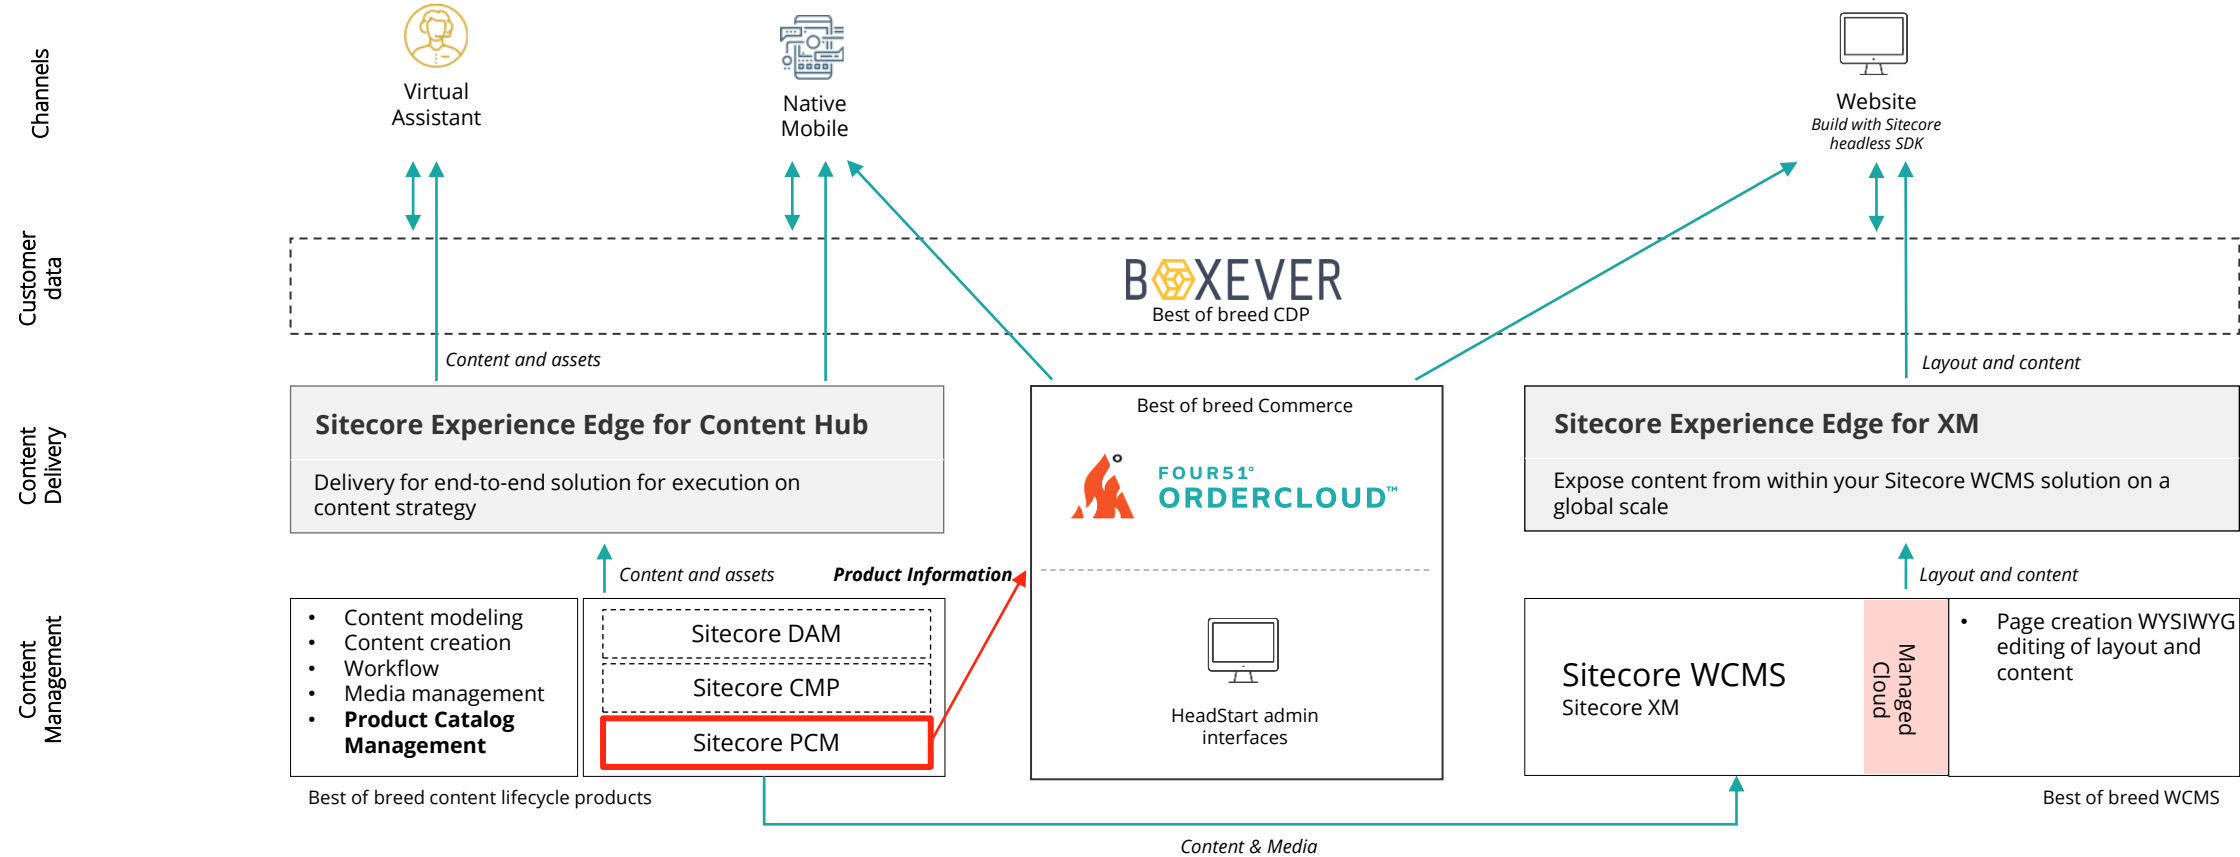 Channels
Virtual
Assistant
Native
Mobile
Website
Build with Sitecore
headless SDK
Customer
data
BOXEVER
Best of breed CDP
Content and assets
Layout and content
Content
Delivery
Sitecore Experience Edge for Content Hub
Delivery for end-to-end solution for execution on
content strategy
Best of breed Commerce
FOUR51°
ORDERCLOUD™
Sitecore Experience Edge for XM
Expose content from within your Sitecore WCMS solution on a
global scale
Content and assets
Product Information
Layout and content
Content
Management
• Content modeling
• Content creation
• Workflow
• Media management
• Product Catalog
Management
Sitecore DAM
Sitecore CMP
Sitecore PCM
HeadStart admin
interfaces
Sitecore WCMS
Sitecore XM
Managed
Cloud
• Page creation WYSIWYG
editing of layout and
content
Best of breed content lifecycle products
Best of breed WCMS
Content & Media